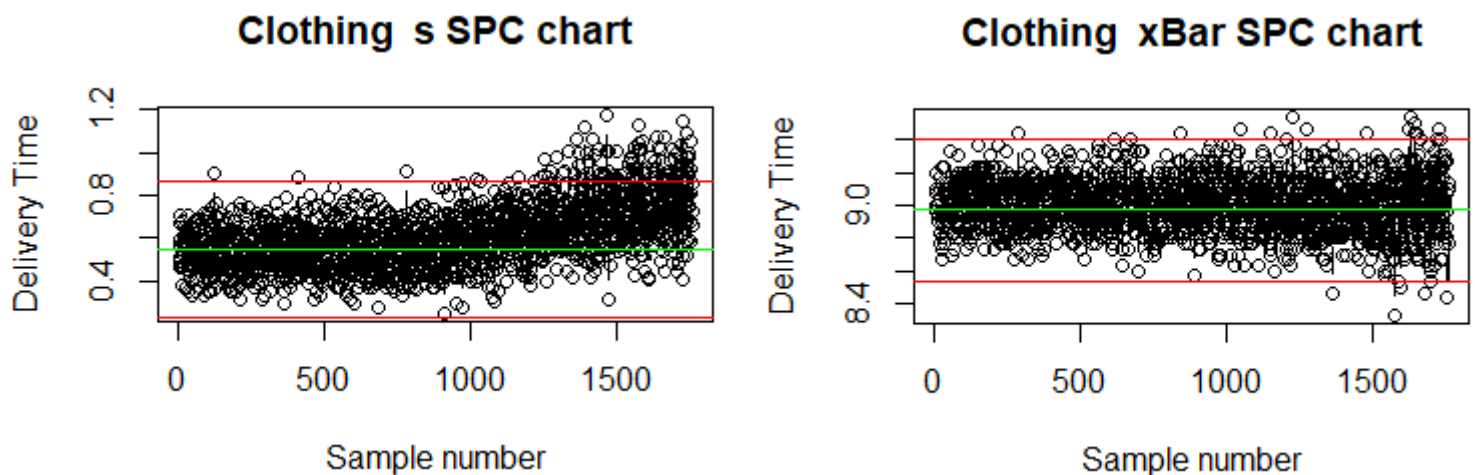 Clothing  s SPC chart
Delivery Time
1.2
0.8
0.4
0 500 1000 1500
Sample number
Clothing  xBar SPC chart
Delivery Time
9.0
8.4
0 500 1000 1500
Sample number